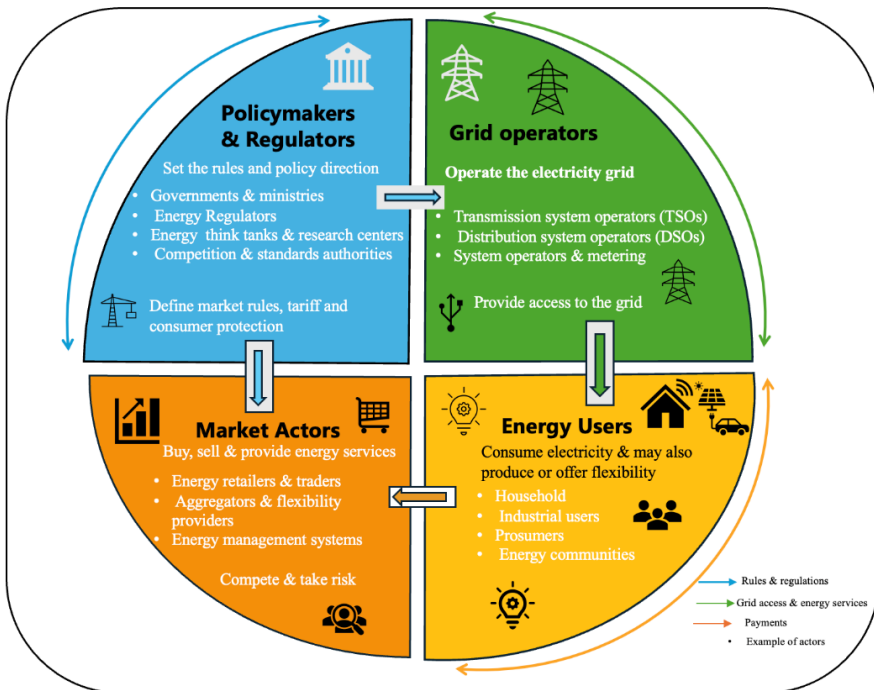 Policymakers
& Regulators
Set the rules and policy direction
• Governments & ministries
• Energy Regulators
• Energy think tanks & research centers
• Competition & standards authorities
Define market rules, tariff and
consumer protection
Grid operators
Operate the electricity grid
• Transmission system operators (TSOs)
• Distribution system operators (DSOs)
• System operators & metering
Provide access to the grid
Market Actors
Buy, sell & provide energy services
• Energy retailers & traders
• Aggregators & flexibility
providers
• Energy management systems
Compete & take risk
Energy Users
Consume electricity & may also
produce or offer flexibility
• Household
• Industrial users
• Prosumers
• Energy communities
Rules & regulations
Grid access & energy services
Payments
• Example of actors